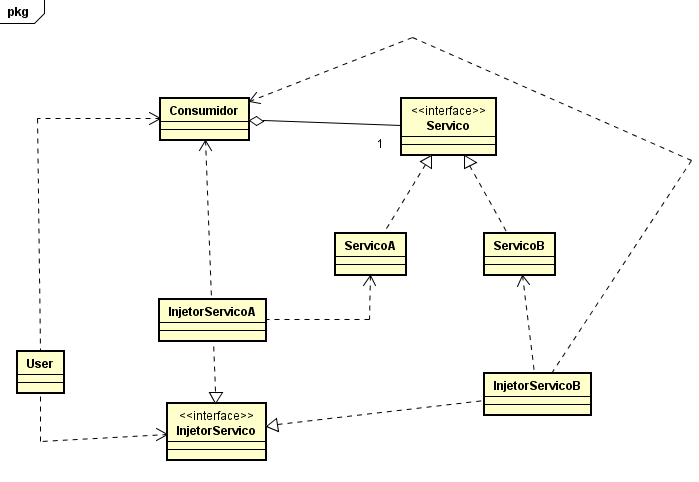 pkg
Consumidor
<<interface>>
Servico
1
ServicoA
ServicoB
InjetorServicoA
User
InjetorServicoB
<<interface>>
InjetorServico